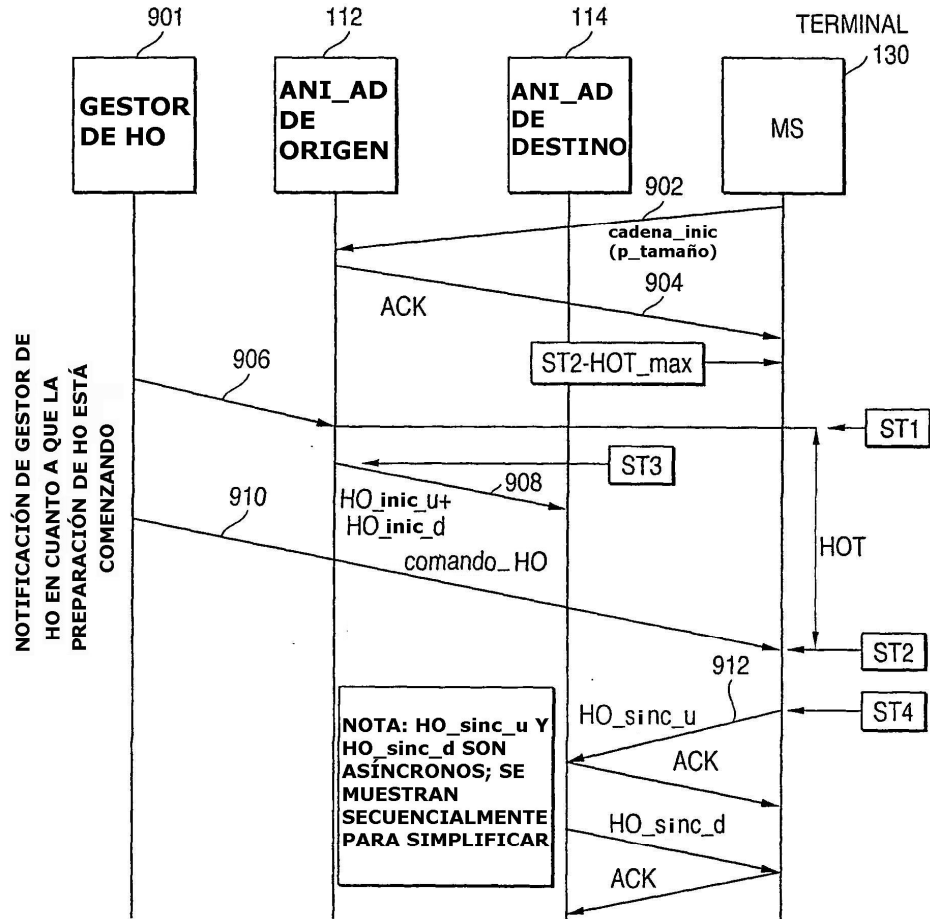 901
112
114
TERMINAL
130
GESTOR
DE HO
ANI_AD
DE
ORIGEN
ANI_AD
DE
DESTINO
MS
902
cadena_inic
(p_tamaño)
904
ACK
ST2-HOT_max
NOTIFICACIÓN DE GESTOR DE
HO EN CUANTO A QUE LA
PREPARACIÓN DE HO ESTÁ
COMENZANDO
906
ST1
ST3
908
HO_inic_u+
HO_inic_d
910
comando_HO
HOT
ST2
912
ST4
HO_sinc_u
NOTA: HO_sinc_u Y
HO_sinc_d SON
ASÍNCRONOS; SE
MUESTRAN
SECUENCIALMENTE
PARA SIMPLIFICAR
ACK
HO_sinc_d
ACK